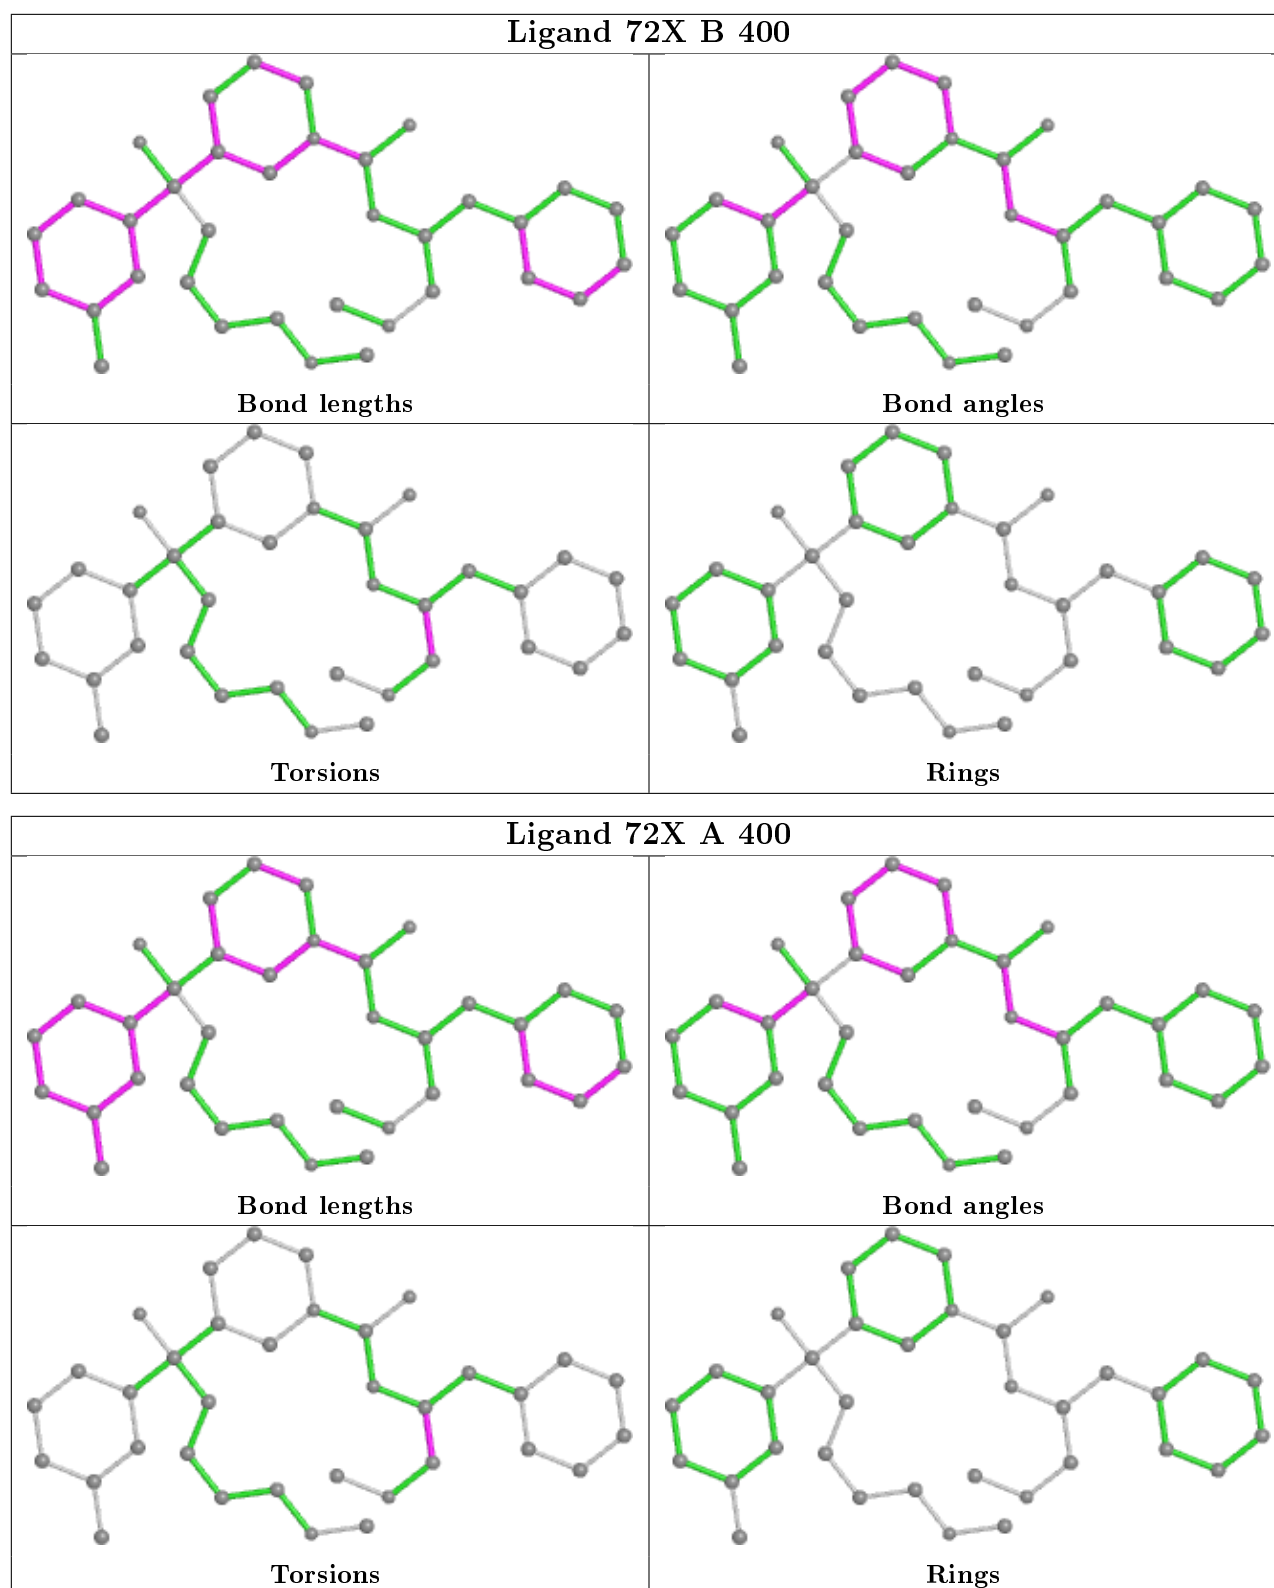 Ligand 72X B 400
Bond lengths
Bond angles
Torsions
Rings
Ligand 72X A 400
Bond lengths
Bond angles
Torsions
Rings